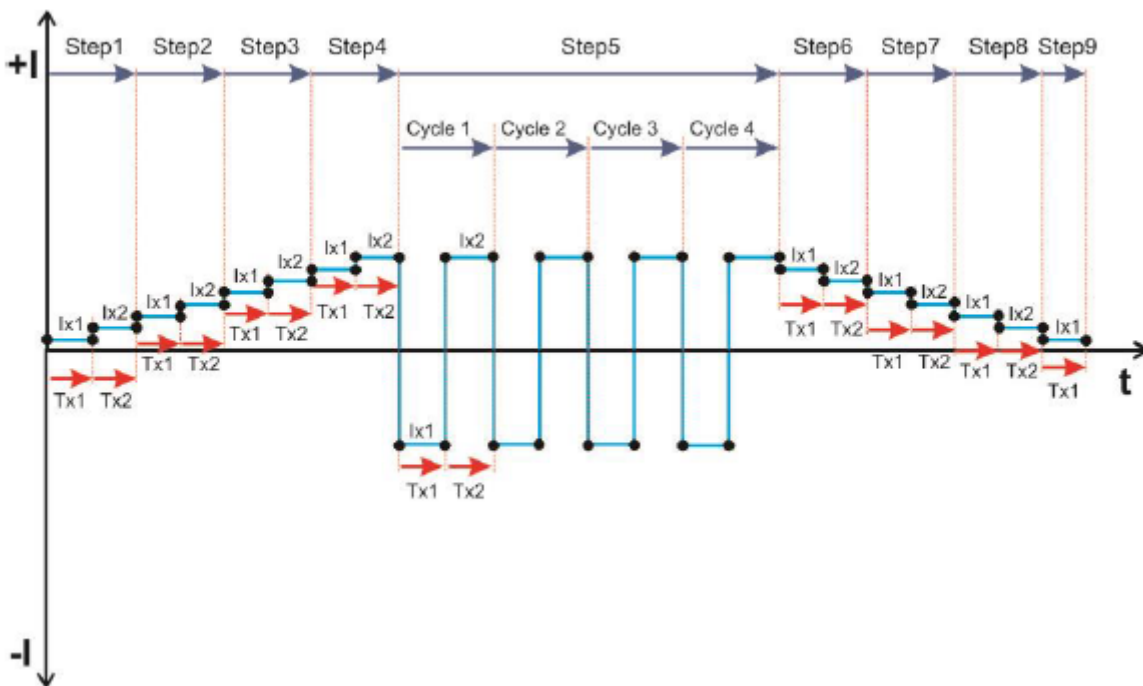 +I
Step1 Step2 Step3 Step4 Step5 Step6 Step7 Step8 Step9
Cycle 1 Cycle 2 Cycle 3 Cycle 4
Ix1 Ix2 Ix1 Ix2 Ix1 Ix2 Ix1 Ix2 Ix2 Ix1 Ix2 Ix1 Ix2 Ix1 Ix2 Ix1
Tx1 Tx2 Tx1 Tx2 Tx1 Tx2 Tx1 Tx2 Tx1 Tx2 Tx1 Tx2 Tx1 Tx2 Tx1
t
Ix1
Tx1 Tx2
-I